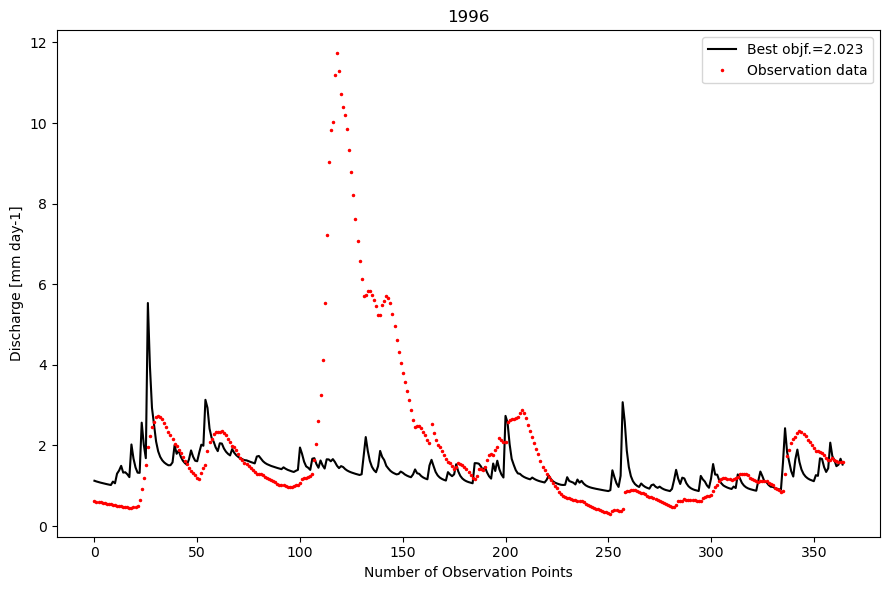 1996
Best objf.=2.023
Observation data
Discharge [mm day-1]
12
10
8
6
4
2
0
0 50 100 150 200 250 300 350
Number of Observation Points